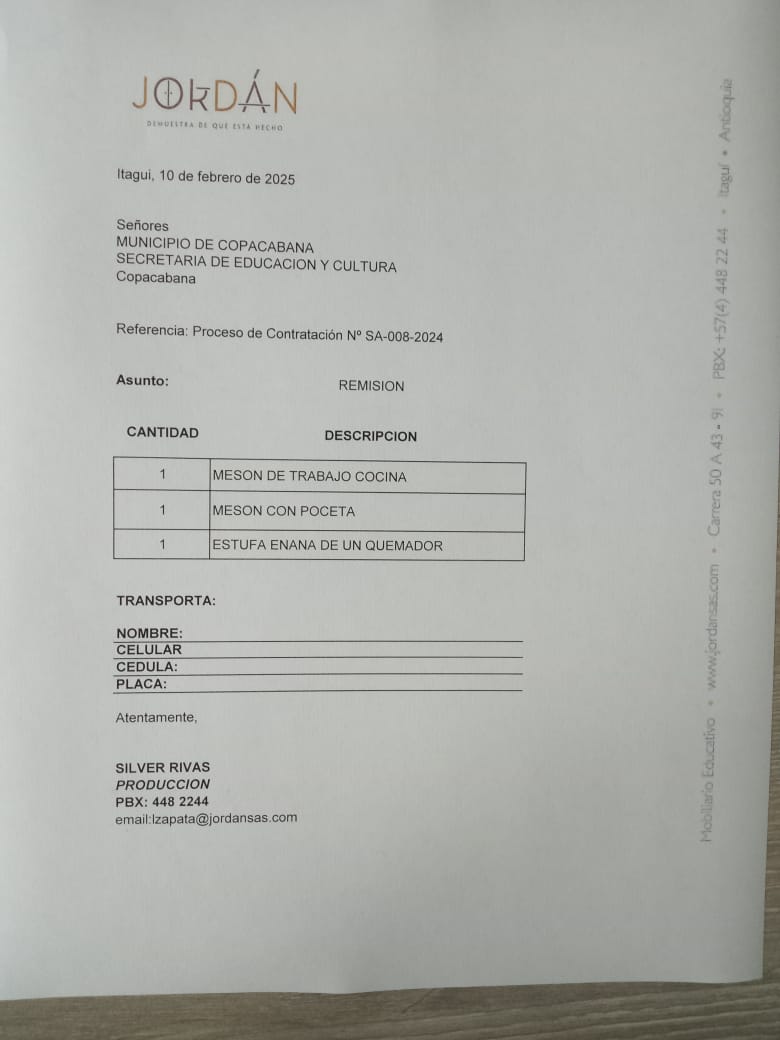 JORDÁN
DEMUESTRA DE QUE ESTA HECHO
Itagui, 10 de febrero de 2025
Señores
MUNICIPIO DE COPACABANA
SECRETARIA DE EDUCACION Y CULTURA
Copacabana
Referencia: Proceso de Contratación Nº SA-008-2024
Asunto: REMISION
CANTIDAD DESCRIPCION
1 MESON DE TRABAJO COCINA
1 MESON CON POCETA
1 ESTUFA ENANA DE UN QUEMADOR
TRANSPORTA:
NOMBRE:
CELULAR
CEDULA:
PLACA:
Atentamente,
SILVER RIVAS
PRODUCCION
PBX: 448 2244
email:lzapata@jordansas.com
Mobiliario Educativo • www.jordansas.com • Carrera 50 A 43 - 91 • PBX: +57(4) 448 22 44 • Itaguí • Antioquia